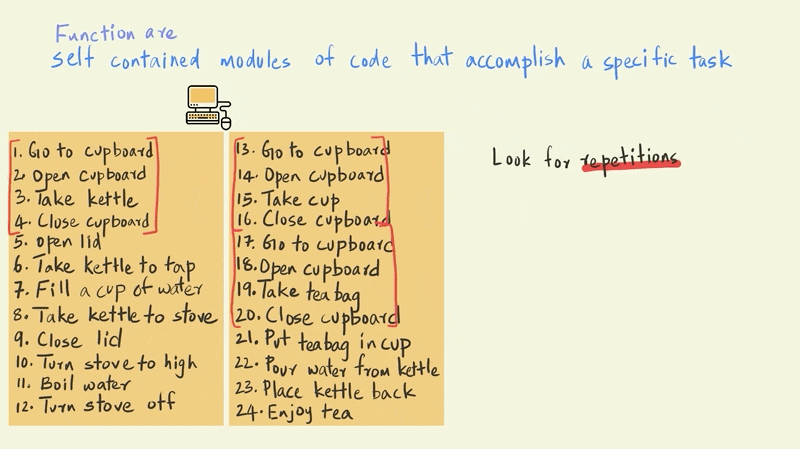 Function are
self contained modules of code that accomplish a specific task
1. Go to cupboard
2. Open cupboard
3. Take kettle
4. Close cupboard
5. open lid
6. Take kettle to tap
7. Fill a cup of water
8. Take kettle to stove
9. Close lid
10. Turn stove to high
11. Boil water
12. Turn stove off
13. Go to cupboard
14. Open cupboard
15. Take cup
16. Close cupboard
17. Go to cupboard
18. Open cupboard
19. Take tea bag
20. Close cupboard
21. Put teabag in cup
22. Pour water from kettle
23. Place kettle back
24. Enjoy tea
Look for repetitions